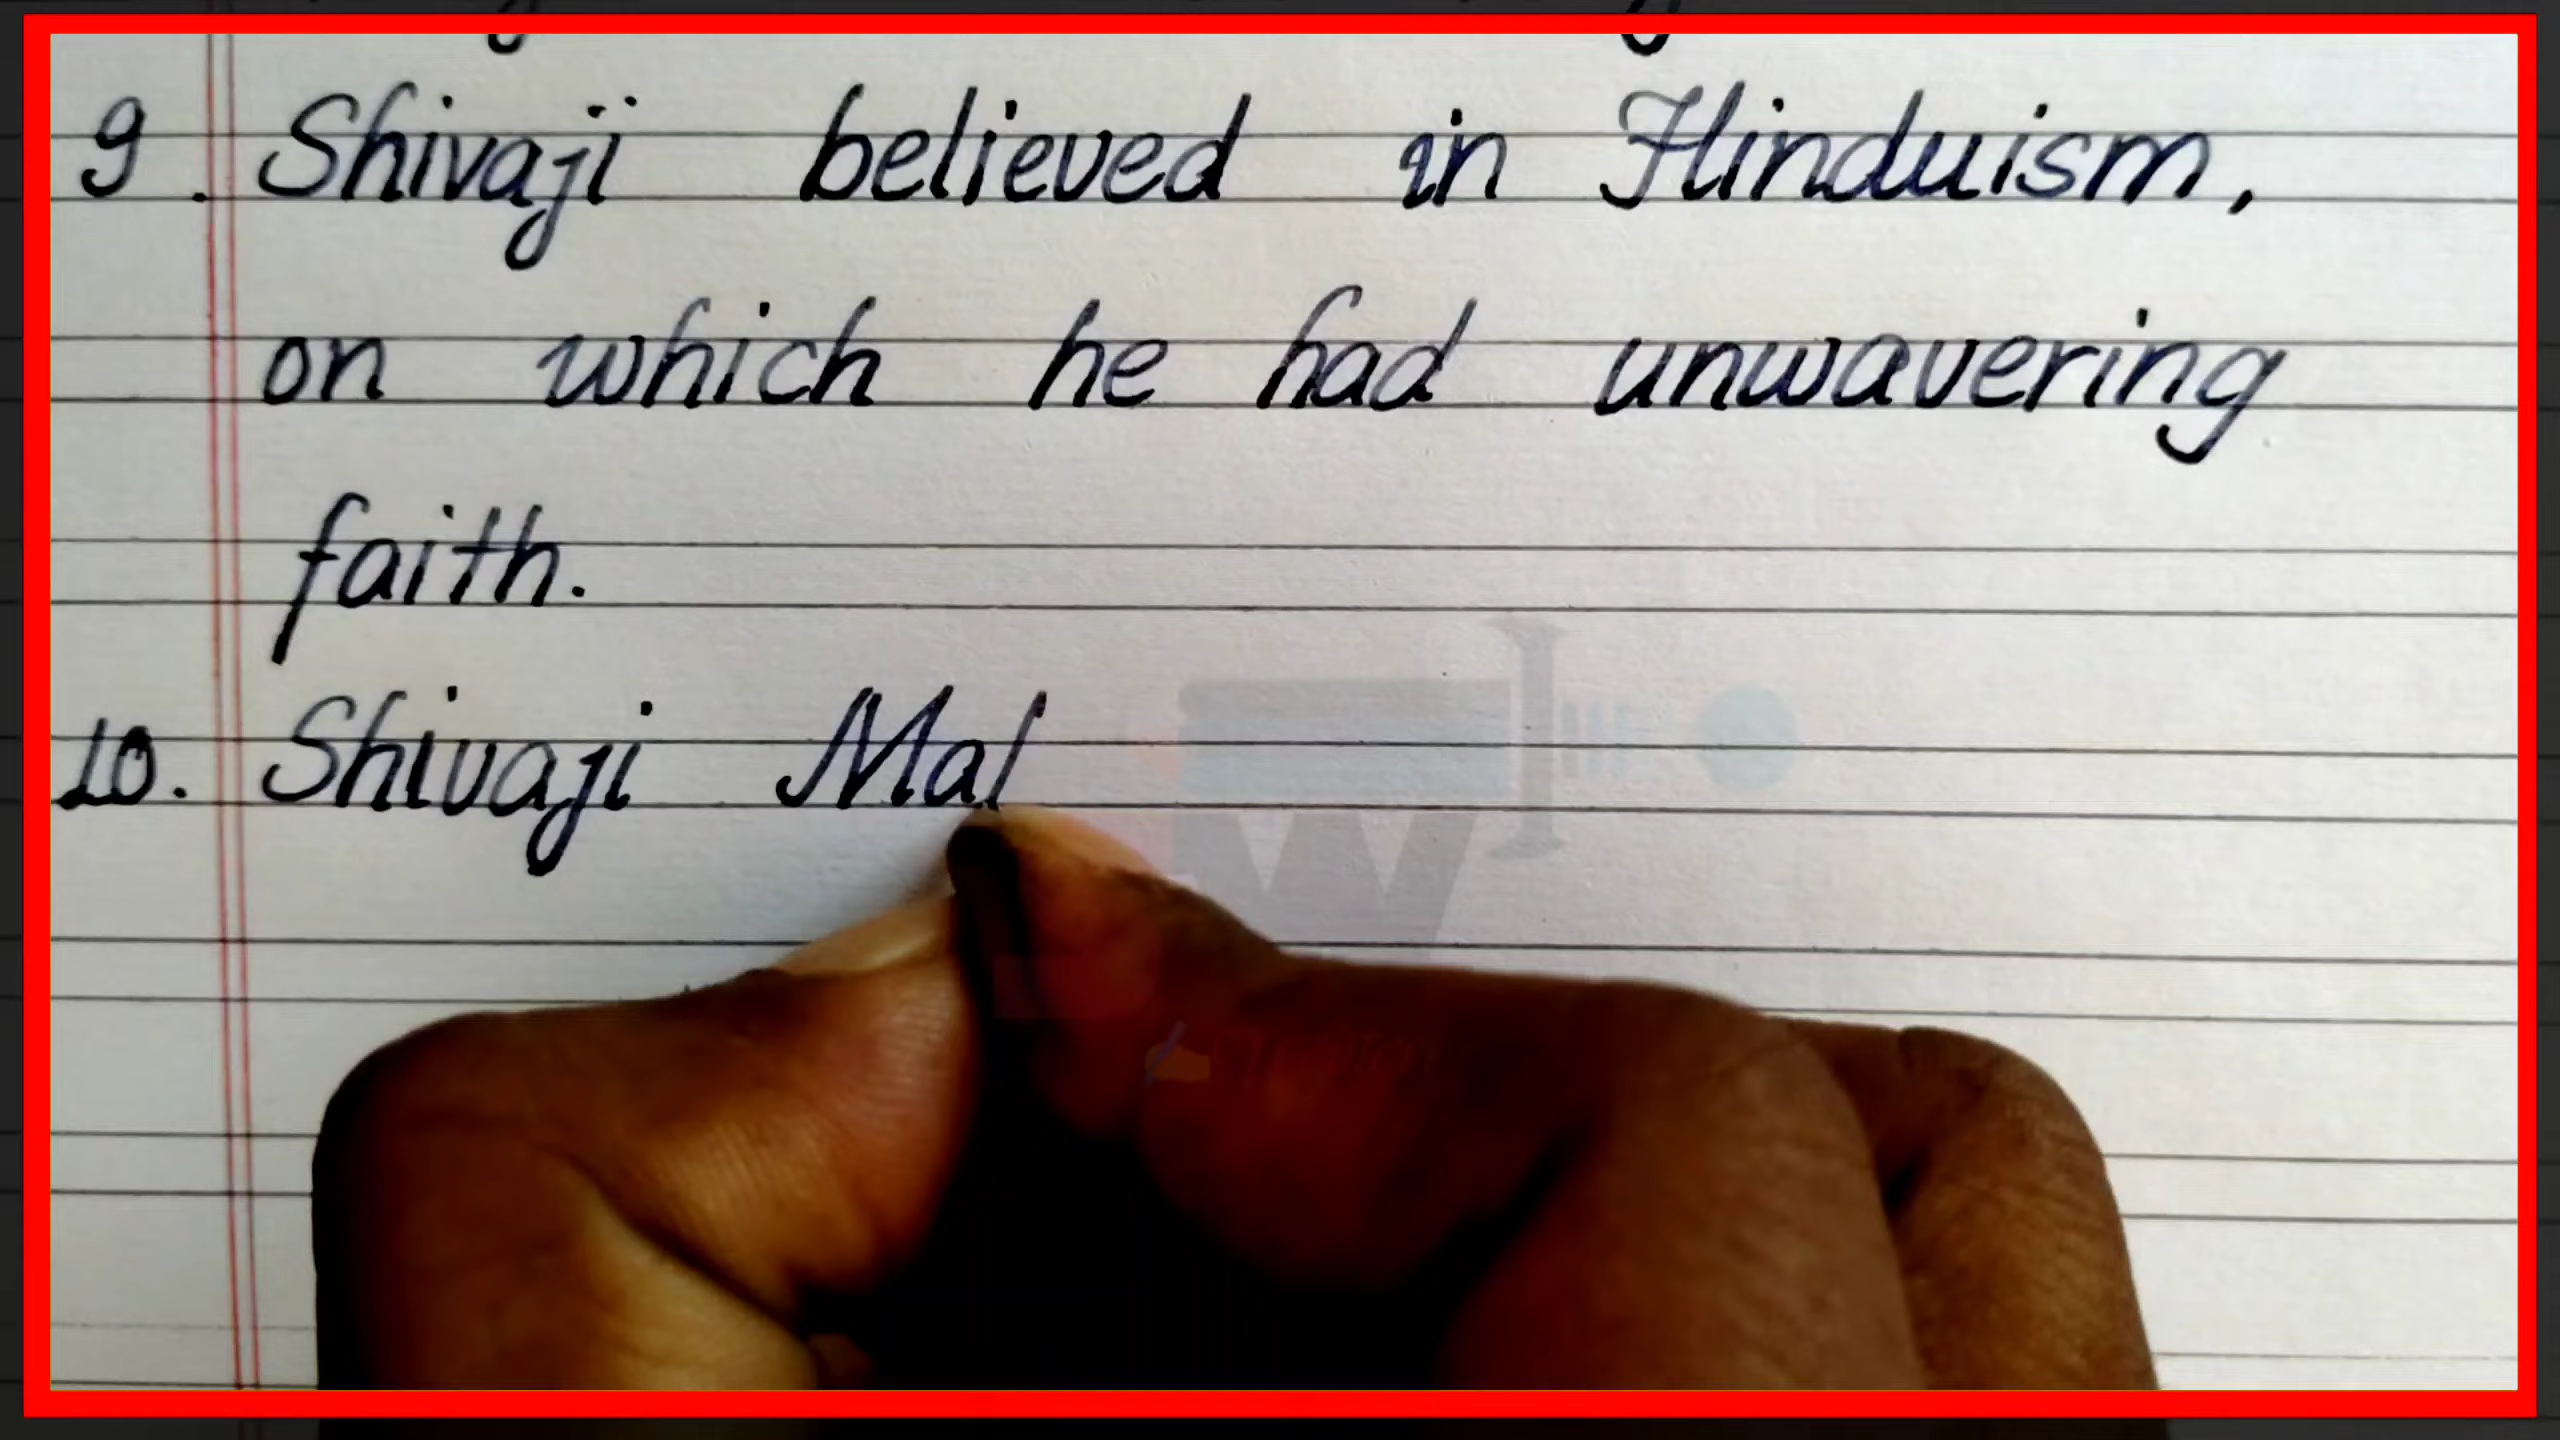 9. Shivaji believed in Hinduism,
on which he had unwavering
faith.
10. Shivaji Mal